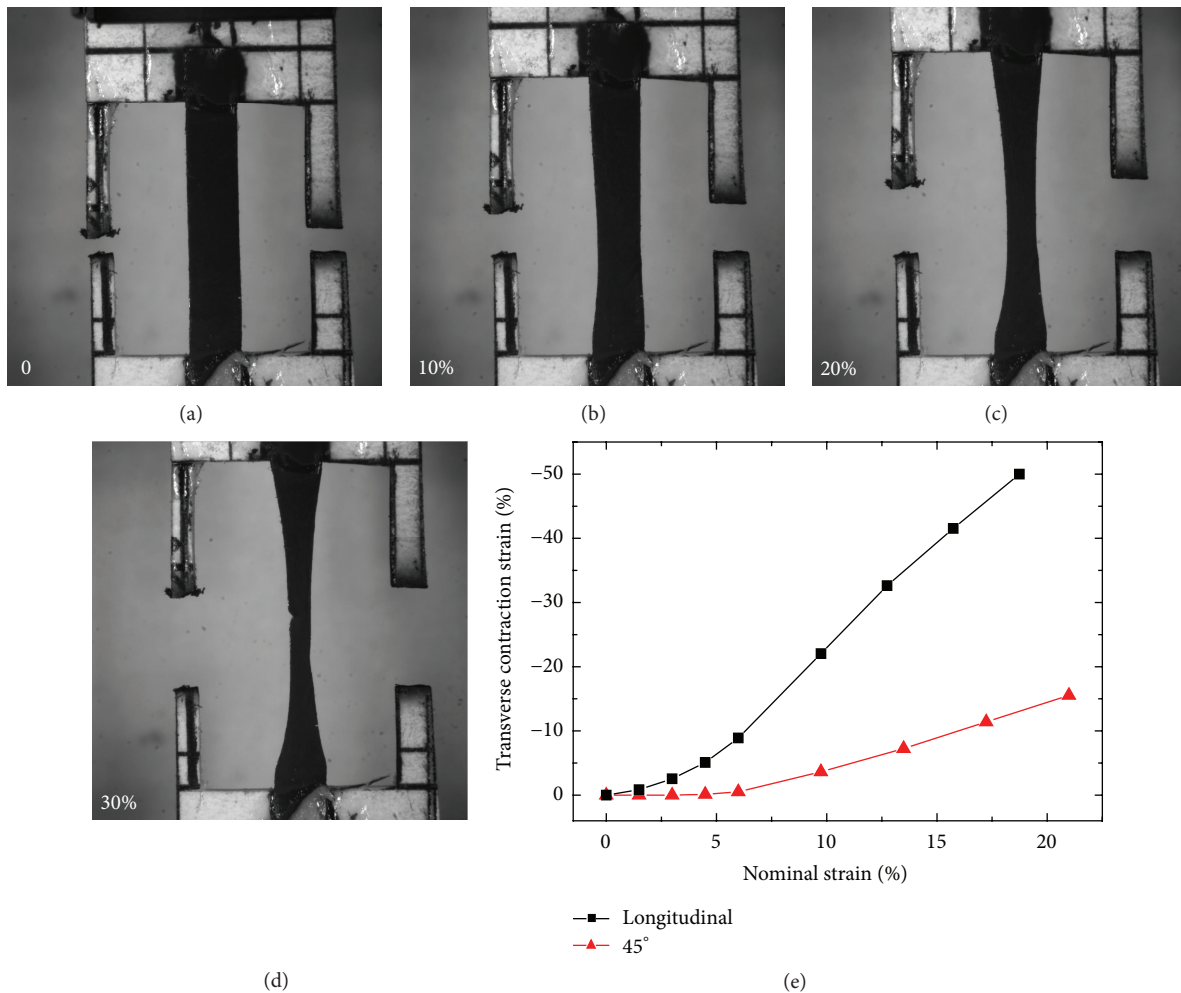 0
10%
20%
(a)
(b)
(c)
30%
Transverse contraction strain (%)
−50
−40
−30
−20
−10
0
0
5
10
15
20
Nominal strain (%)
Longitudinal
45°
(d)
(e)